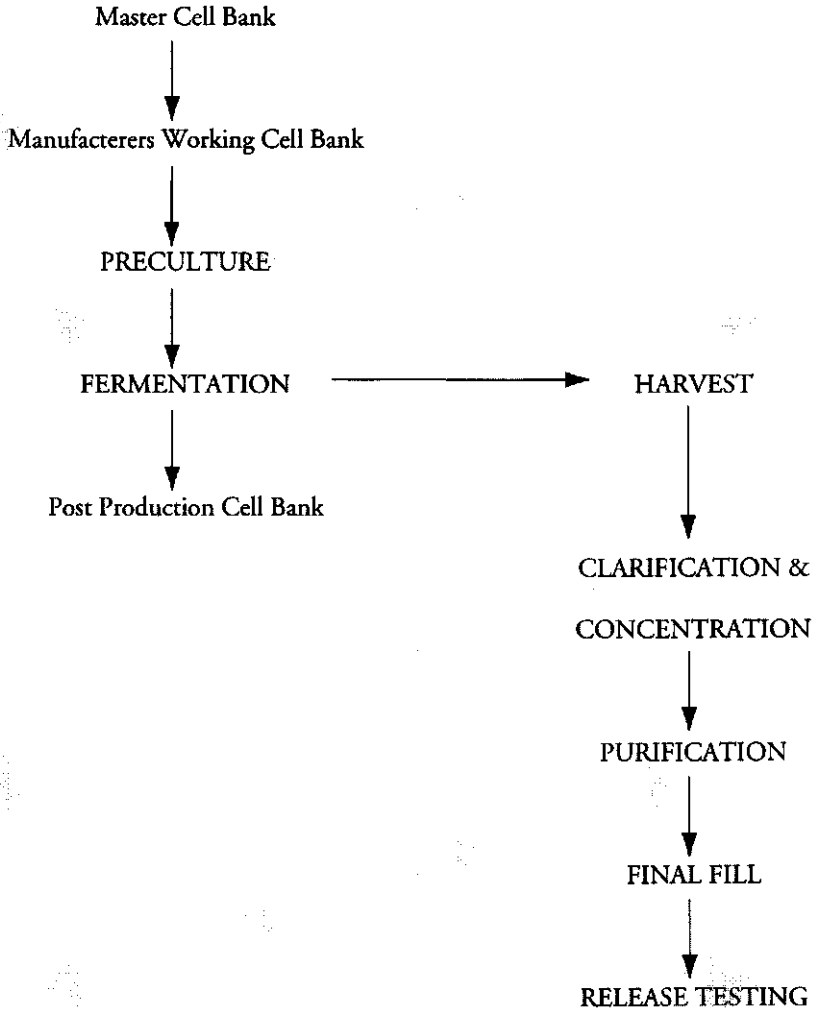 Master Cell Bank
Manufacterers Working Cell Bank
PRECULTURE
FERMENTATION
Post Production Cell Bank
HARVEST
CLARIFICATION &
CONCENTRATION
PURIFICATION
FINAL FILL
RELEASE TESTING